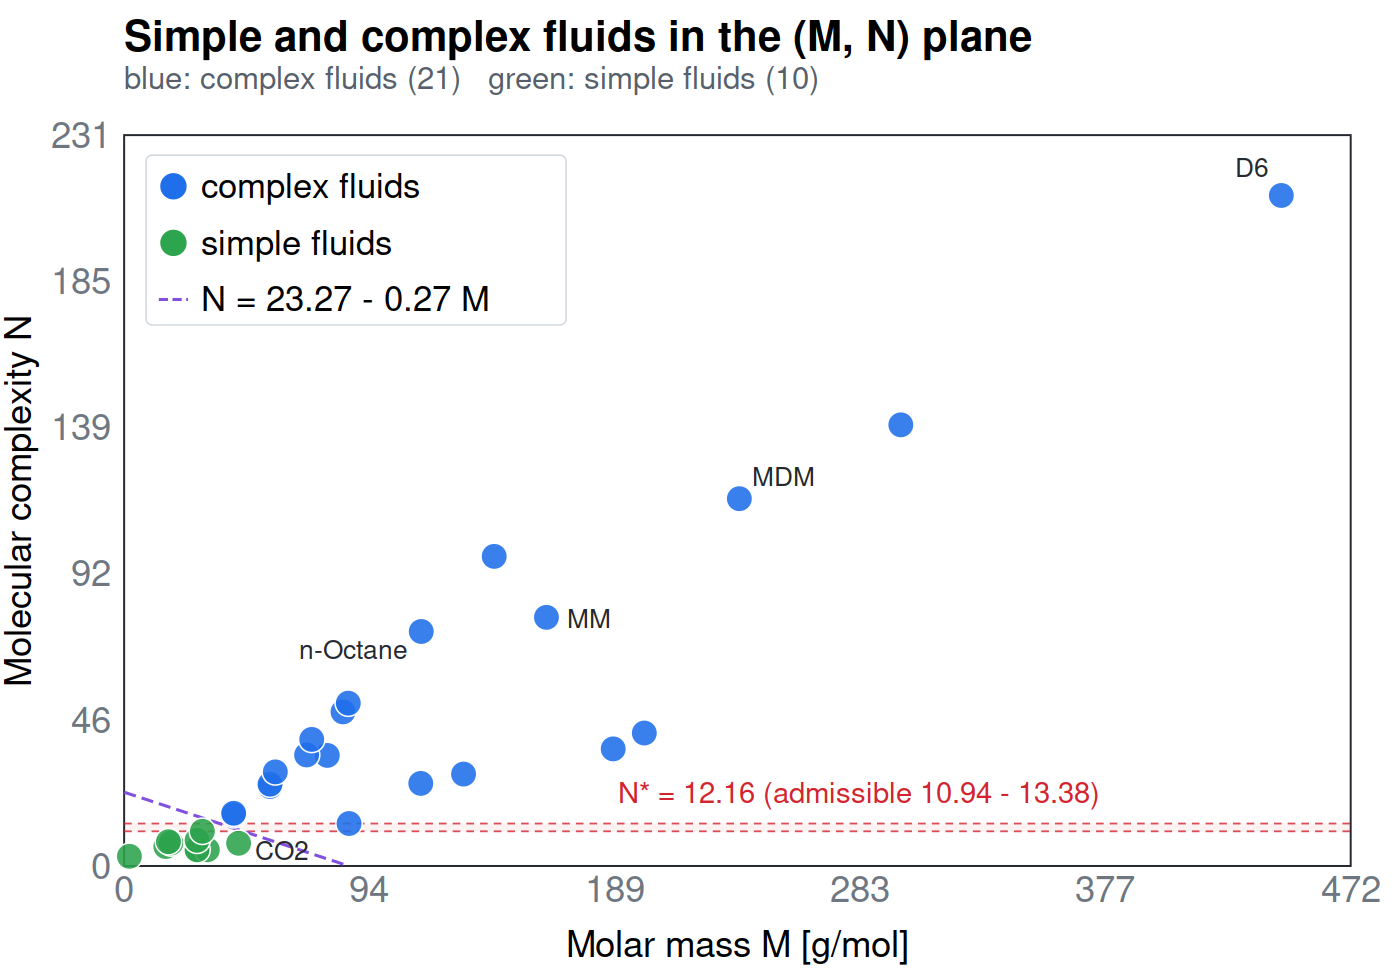 Simple and complex fluids in the (M, N) plane
blue: complex fluids (21)   green: simple fluids (10)
231
185
139
92
46
0
Molecular complexity N
complex fluids
simple fluids
N = 23.27 - 0.27 M
D6
MDM
MM
n-Octane
N* = 12.16 (admissible 10.94 - 13.38)
CO2
0
94
189
283
377
472
Molar mass M [g/mol]